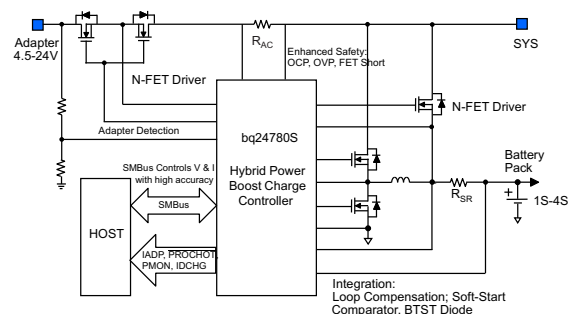 Adapter
4.5-24V
R_AC
SYS
Enhanced Safety:
OCP, OVP, FET Short
N-FET Driver
N-FET Driver
Adapter Detection
bq24780S
Hybrid Power
Boost Charge
Controller
SMBus Controls V & I
with high accuracy
SMBus
HOST
IADP, PROCHOT
PMON, IDCHG
Battery
Pack
R_SR
+
1S-4S
Integration:
Loop Compensation; Soft-Start
Comparator, BTST Diode